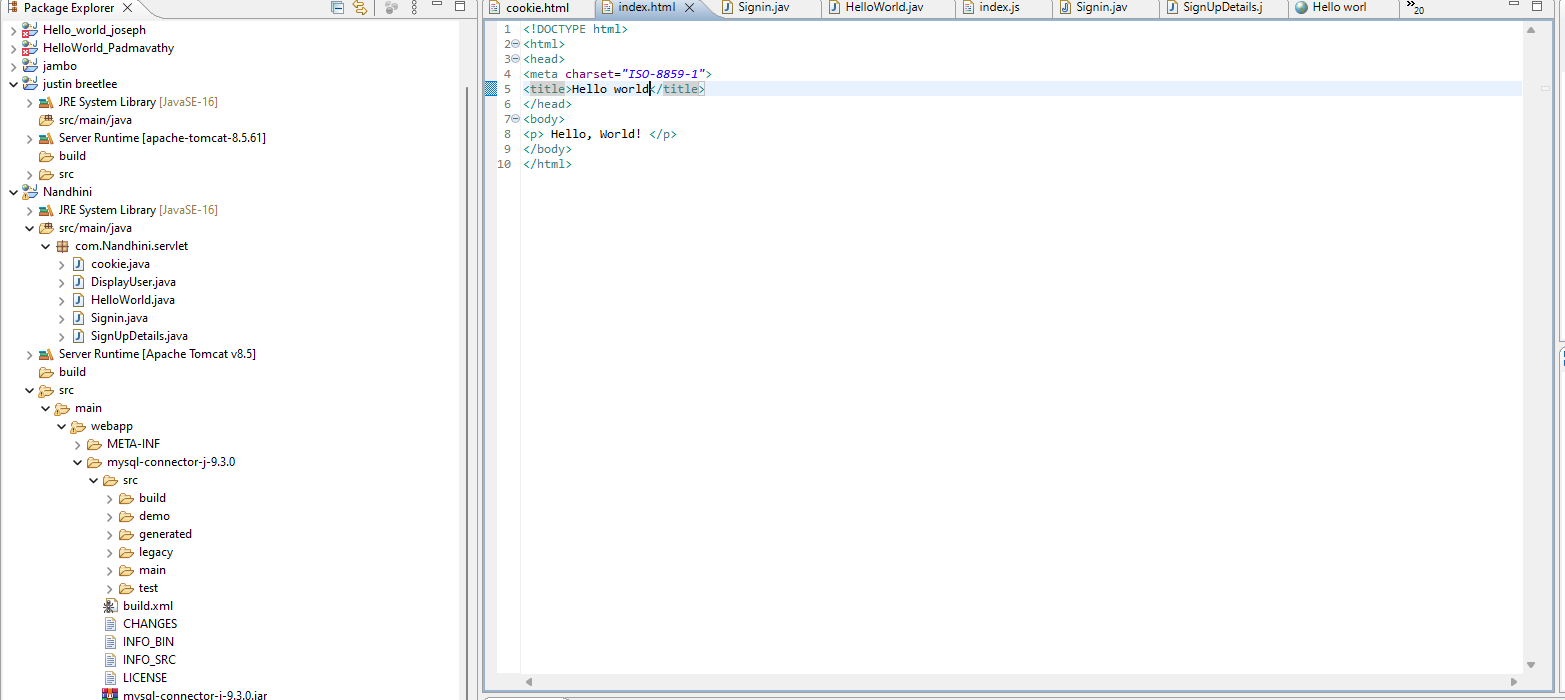 Package Explorer
Hello_world_joseph
HelloWorld_Padmavathy
jambo
justin breetlee
JRE System Library [JavaSE-16]
src/main/java
Server Runtime [apache-tomcat-8.5.61]
build
src
Nandhini
JRE System Library [JavaSE-16]
src/main/java
com.Nandhini.servlet
cookie.java
DisplayUser.java
HelloWorld.java
Signin.java
SignUpDetails.java
Server Runtime [Apache Tomcat v8.5]
build
src
main
webapp
META-INF
mysql-connector-j-9.3.0
src
build
demo
generated
legacy
main
test
build.xml
CHANGES
INFO_BIN
INFO_SRC
LICENSE
mysql-connector-j-9.3.0.jar
cookie.html index.html Signin.jav HelloWorld.jav index.js Signin.jav SignUpDetails.j Hello worl »20
1 <!DOCTYPE html>
2 <html>
3 <head>
4 <meta charset="ISO-8859-1">
5 <title>Hello world</title>
6 </head>
7 <body>
8 <p> Hello, World! </p>
9 </body>
10 </html>